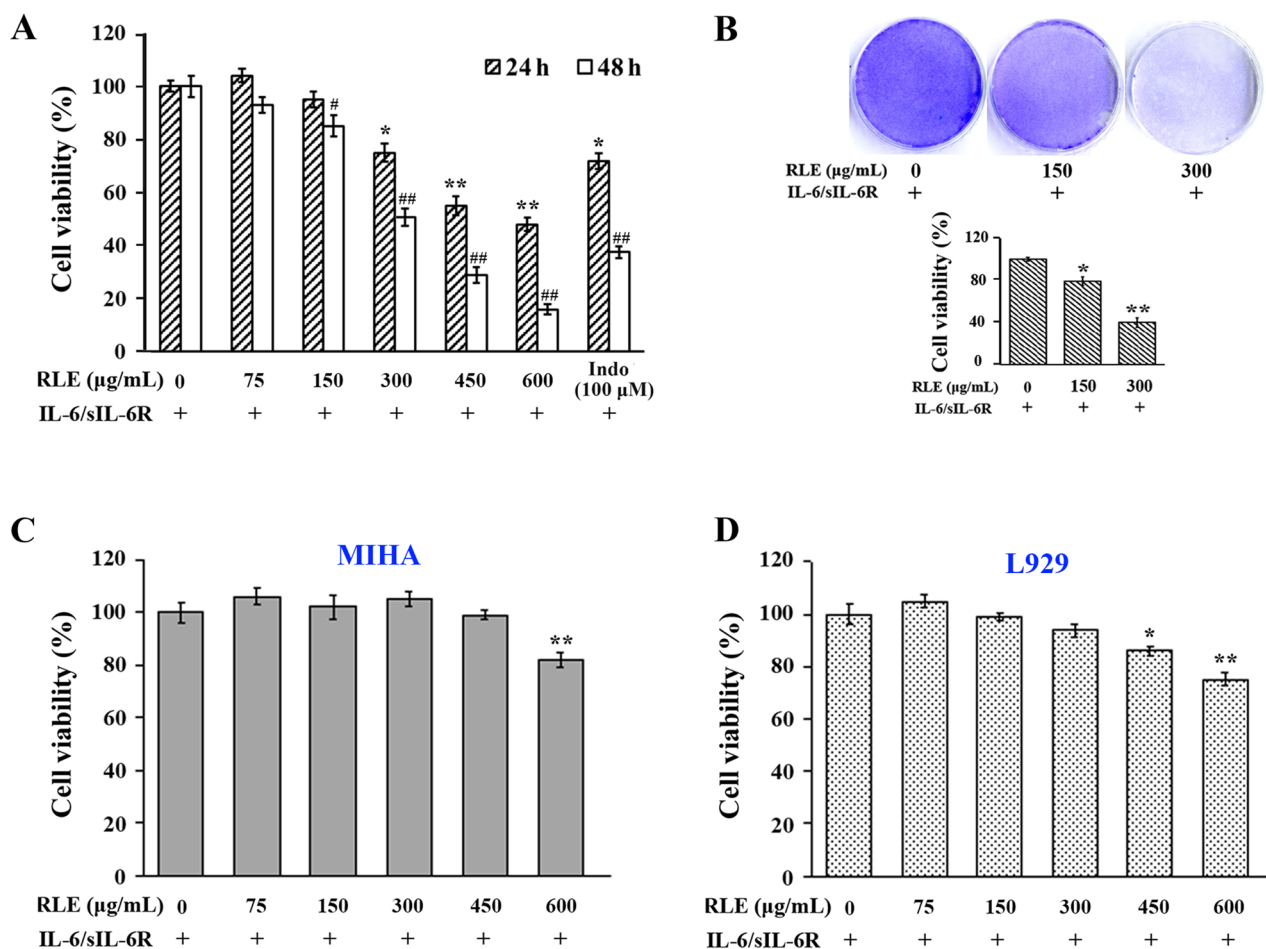 A
120
100
80
60
40
20
0
Cell viability (%)
24 h 48 h
#
*
##
**
##
**
##
*
##
RLE (µg/mL) 0 75 150 300 450 600 Indo
(100 µM)
IL-6/sIL-6R + + + + + + +
B
RLE (µg/mL) 0 150 300
IL-6/sIL-6R + + +
120
80
40
0
Cell viability (%)
*
**
RLE (µg/mL) 0 150 300
IL-6/sIL-6R + + +
C
MIHA
120
100
80
60
40
20
0
Cell viability (%)
**
RLE (µg/mL) 0 75 150 300 450 600
IL-6/sIL-6R + + + + + +
D
L929
120
100
80
60
40
20
0
Cell viability (%)
*
**
RLE (µg/mL) 0 75 150 300 450 600
IL-6/sIL-6R + + + + + +